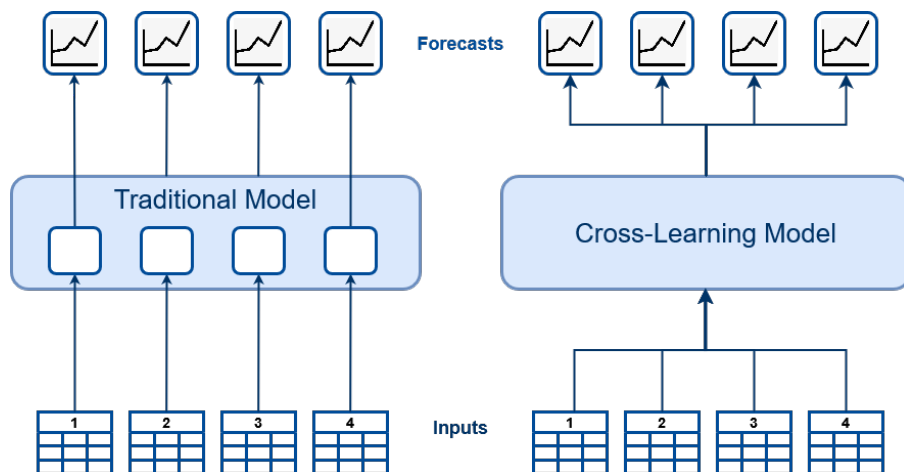 Forecasts
Traditional Model
Cross-Learning Model
1 2 3 4 Inputs 1 2 3 4